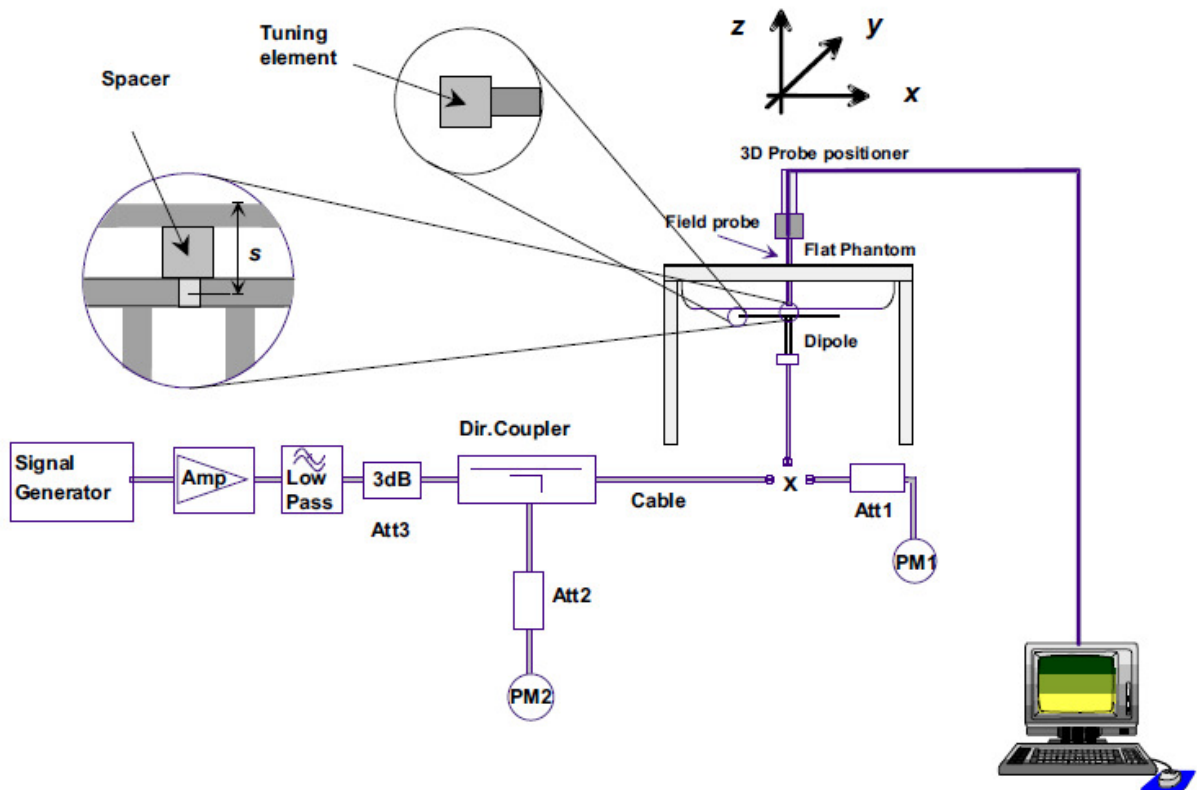 Tuning
element
Spacer
s
z
y
x
3D Probe positioner
Field probe
Flat Phantom
Dipole
Dir.Coupler
Signal
Generator
Amp
Low
Pass
3dB
Att3
Cable
x
Att1
PM1
Att2
PM2